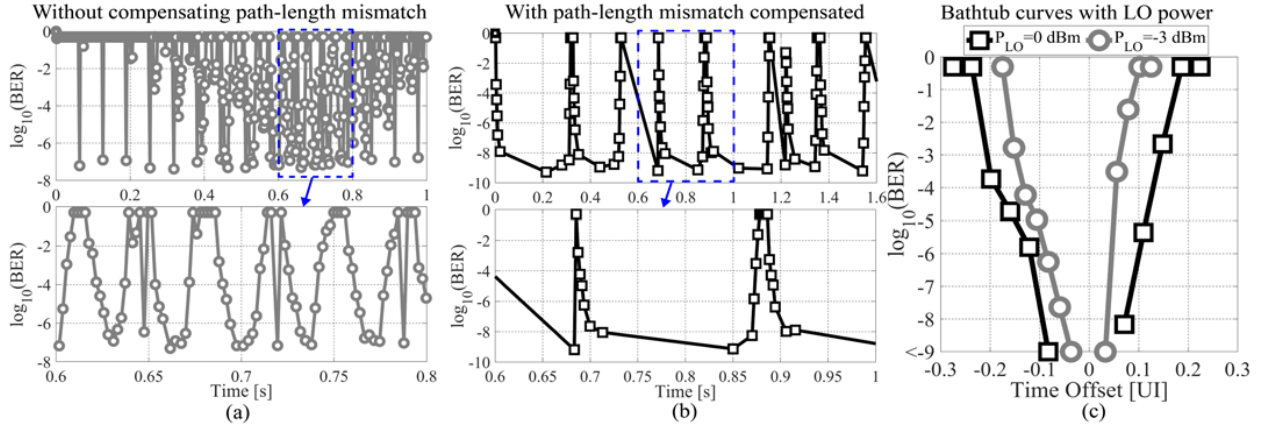 Without compensating path-length mismatch
0
-2
-4
-6
-8
log10(BER)
0 0.2 0.4 0.6 0.8 1
-2
-4
-6
-8
log10(BER)
0.6 0.65 0.7 0.75 0.8
Time [s]
(a)
With path-length mismatch compensated
0
-2
-4
-6
-8
-10
log10(BER)
0 0.2 0.4 0.6 0.8 1 1.2 1.4 1.6
-2
-4
-6
-8
-10
log10(BER)
0.6 0.65 0.7 0.75 0.8 0.85 0.9 0.95 1
Time [s]
(b)
Bathtub curves with LO power
PLO=0 dBm PLO=-3 dBm
0
-1
-2
-3
-4
-5
-6
-7
-8
<-9
log10(BER)
-0.3 -0.2 -0.1 0 0.1 0.2 0.3
Time Offset [UI]
(c)